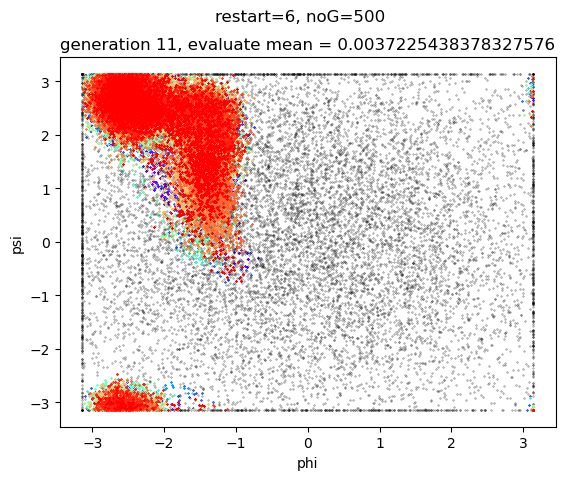 restart=6, noG=500
generation 11, evaluate mean = 0.0037225438378327576
psi
3
2
1
0
−1
−2
−3
−3 −2 −1 0 1 2 3
phi